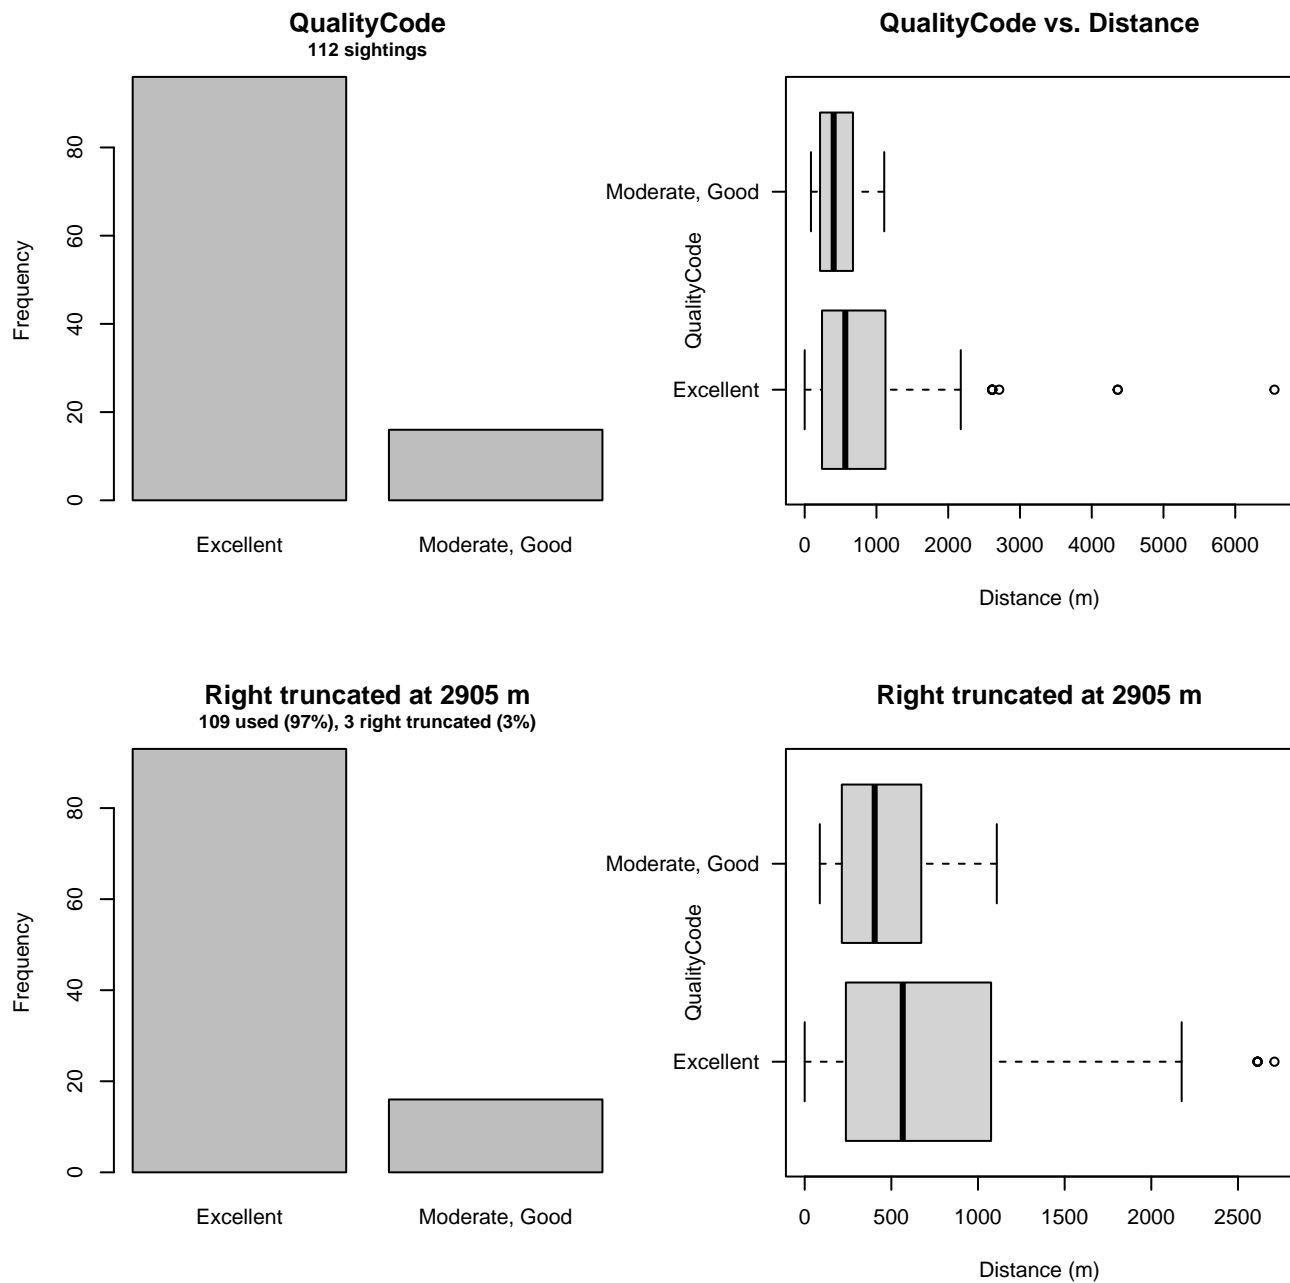 QualityCode
112 sightings
Frequency
0 20 40 60 80
Excellent Moderate, Good
QualityCode vs. Distance
QualityCode
Moderate, Good
Excellent
0 1000 2000 3000 4000 5000 6000
Distance (m)
Right truncated at 2905 m
109 used (97%), 3 right truncated (3%)
Frequency
0 20 40 60 80
Excellent Moderate, Good
Right truncated at 2905 m
QualityCode
Moderate, Good
Excellent
0 500 1000 1500 2000 2500
Distance (m)